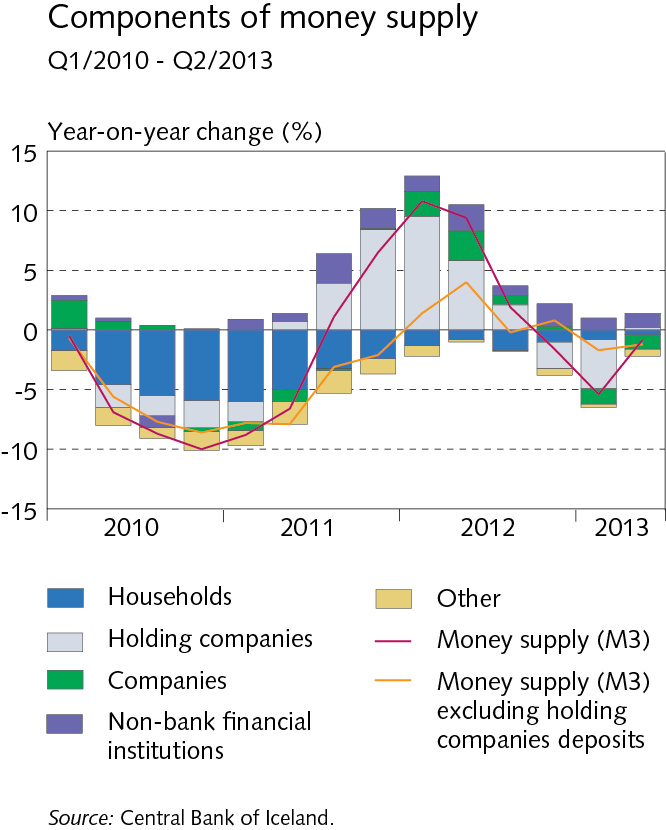 Components of money supply
Q1/2010 - Q2/2013
Year-on-year change (%)
15
10
5
0
-5
-10
-15
2010
2011
2012
2013
Households
Holding companies
Companies
Non-bank financial
institutions
Other
Money supply (M3)
Money supply (M3)
excluding holding
companies deposits
Source: Central Bank of Iceland.